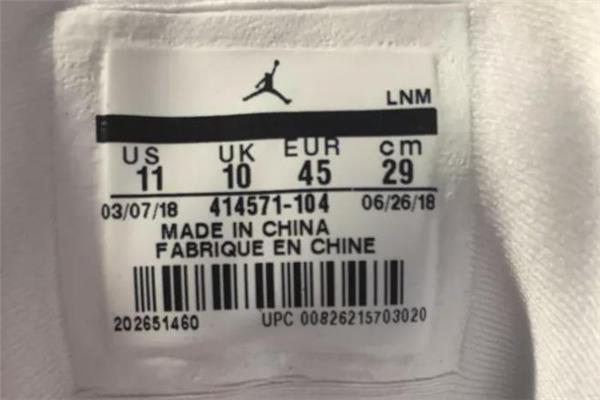 LNM
US UK EUR cm
11 10 45 29
03/07/18 414571-104 06/26/18
MADE IN CHINA
FABRIQUE EN CHINE
202651460 UPC 00826215703020